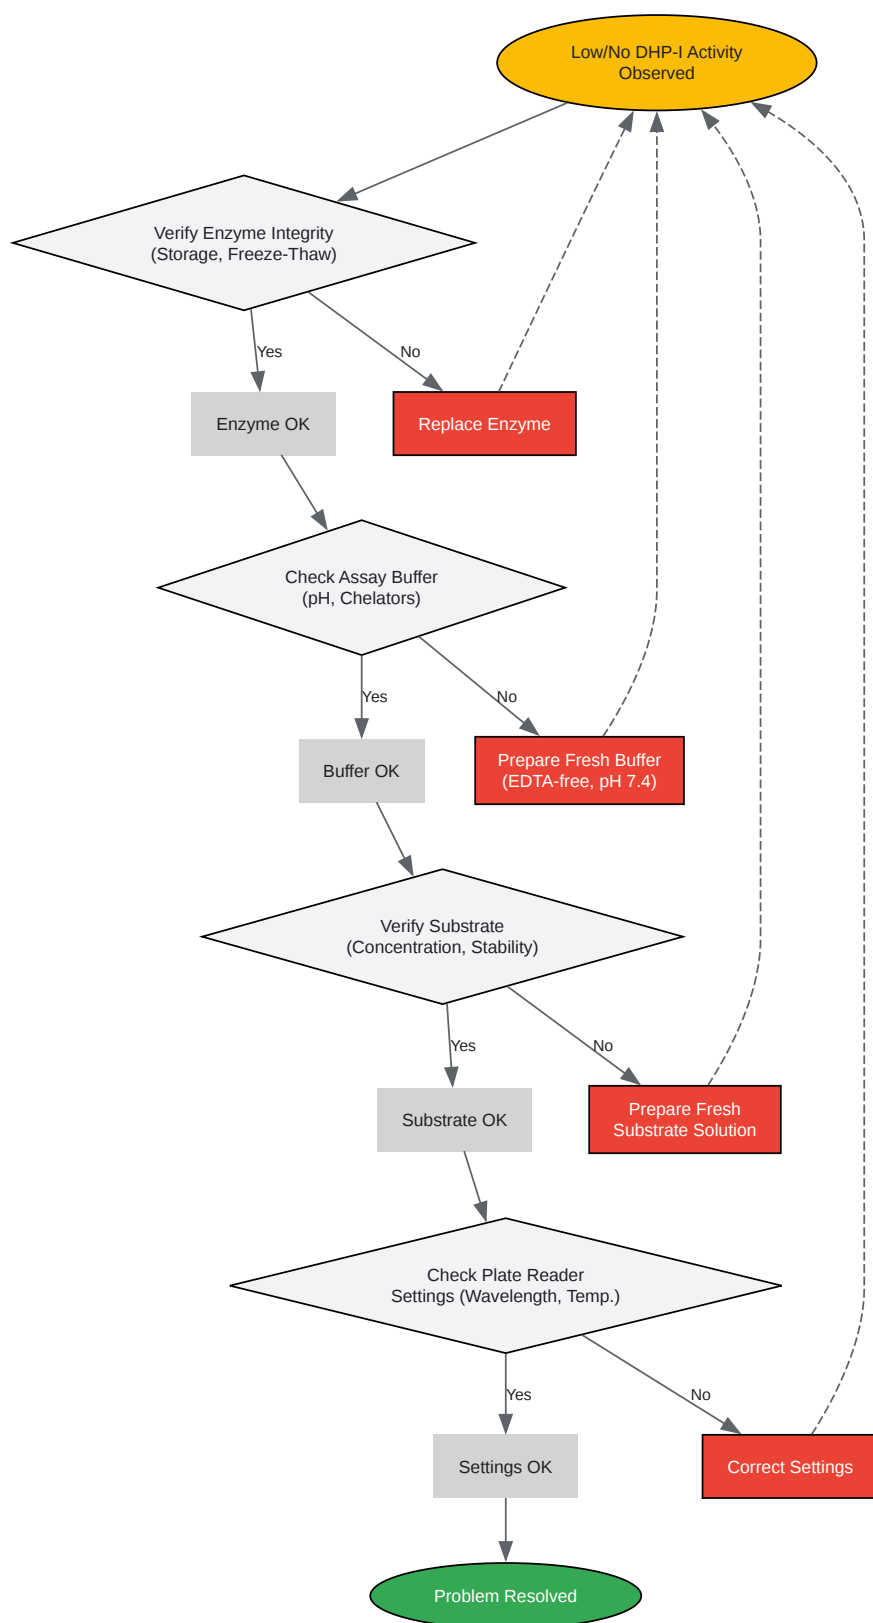 Low/No DHP-I Activity
Observed
Verify Enzyme Integrity
(Storage, Freeze-Thaw)
Yes
No
Enzyme OK
Replace Enzyme
Check Assay Buffer
(pH, Chelators)
Yes
No
Buffer OK
Prepare Fresh Buffer
(EDTA-free, pH 7.4)
Verify Substrate
(Concentration, Stability)
Yes
No
Substrate OK
Prepare Fresh
Substrate Solution
Check Plate Reader
Settings (Wavelength, Temp.)
Yes
No
Settings OK
Correct Settings
Problem Resolved